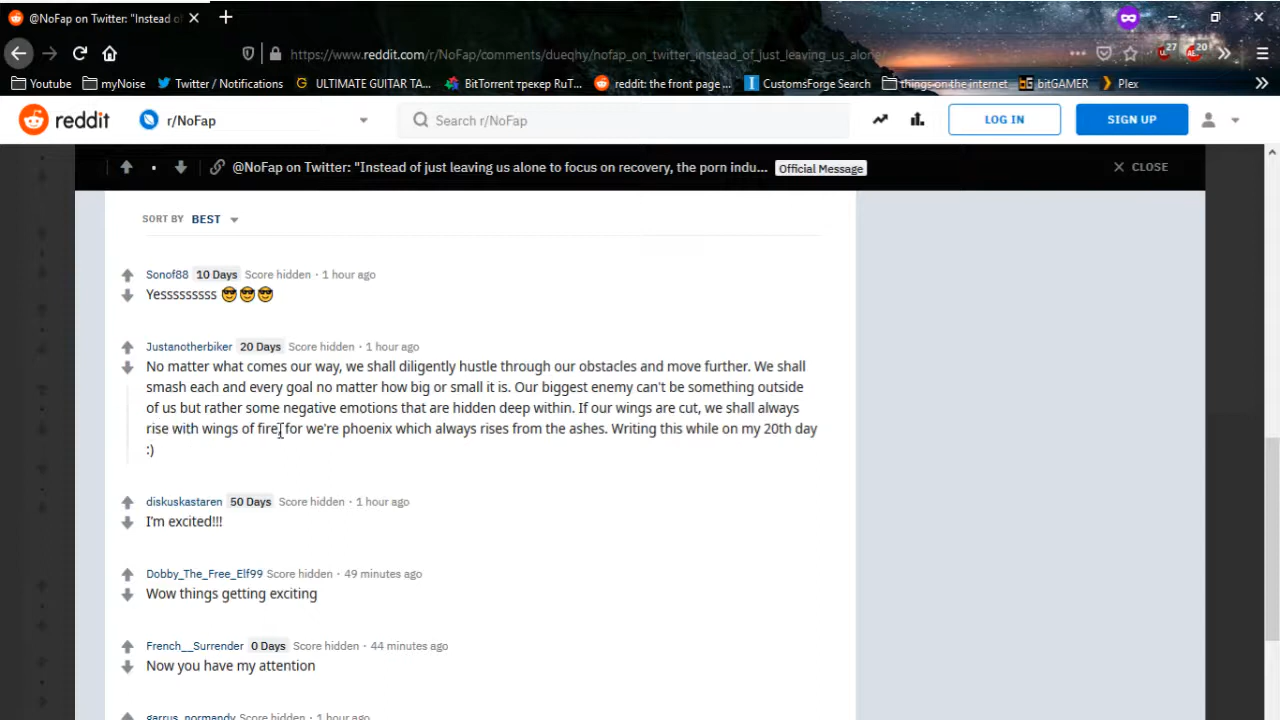 @NoFap on Twitter: "Instead of
https://www.reddit.com/r/NoFap/comments/dueqhy/nofap_on_twitter_instead_of_just_leaving_us_alone
27
20
Youtube
myNoise
Twitter / Notifications
ULTIMATE GUITAR TA...
BitTorrent трекер RuT...
reddit: the front page ...
CustomsForge Search
things on the internet
bitGAMER
Plex
reddit
r/NoFap
Search r/NoFap
LOG IN
SIGN UP
@NoFap on Twitter: "Instead of just leaving us alone to focus on recovery, the porn indu...
Official Message
CLOSE
SORT BY BEST
Sonof88 10 Days Score hidden · 1 hour ago
Yesssssssss 😎😎😎
Justanotherbiker 20 Days Score hidden · 1 hour ago
No matter what comes our way, we shall diligently hustle through our obstacles and move further. We shall
smash each and every goal no matter how big or small it is. Our biggest enemy can't be something outside
of us but rather some negative emotions that are hidden deep within. If our wings are cut, we shall always
rise with wings of fire, for we're phoenix which always rises from the ashes. Writing this while on my 20th day
:)
diskuskastaren 50 Days Score hidden · 1 hour ago
I'm excited!!!
Dobby_The_Free_Elf99 Score hidden · 49 minutes ago
Wow things getting exciting
French__Surrender 0 Days Score hidden · 44 minutes ago
Now you have my attention
garrus_normandy Score hidden · 1 hour ago